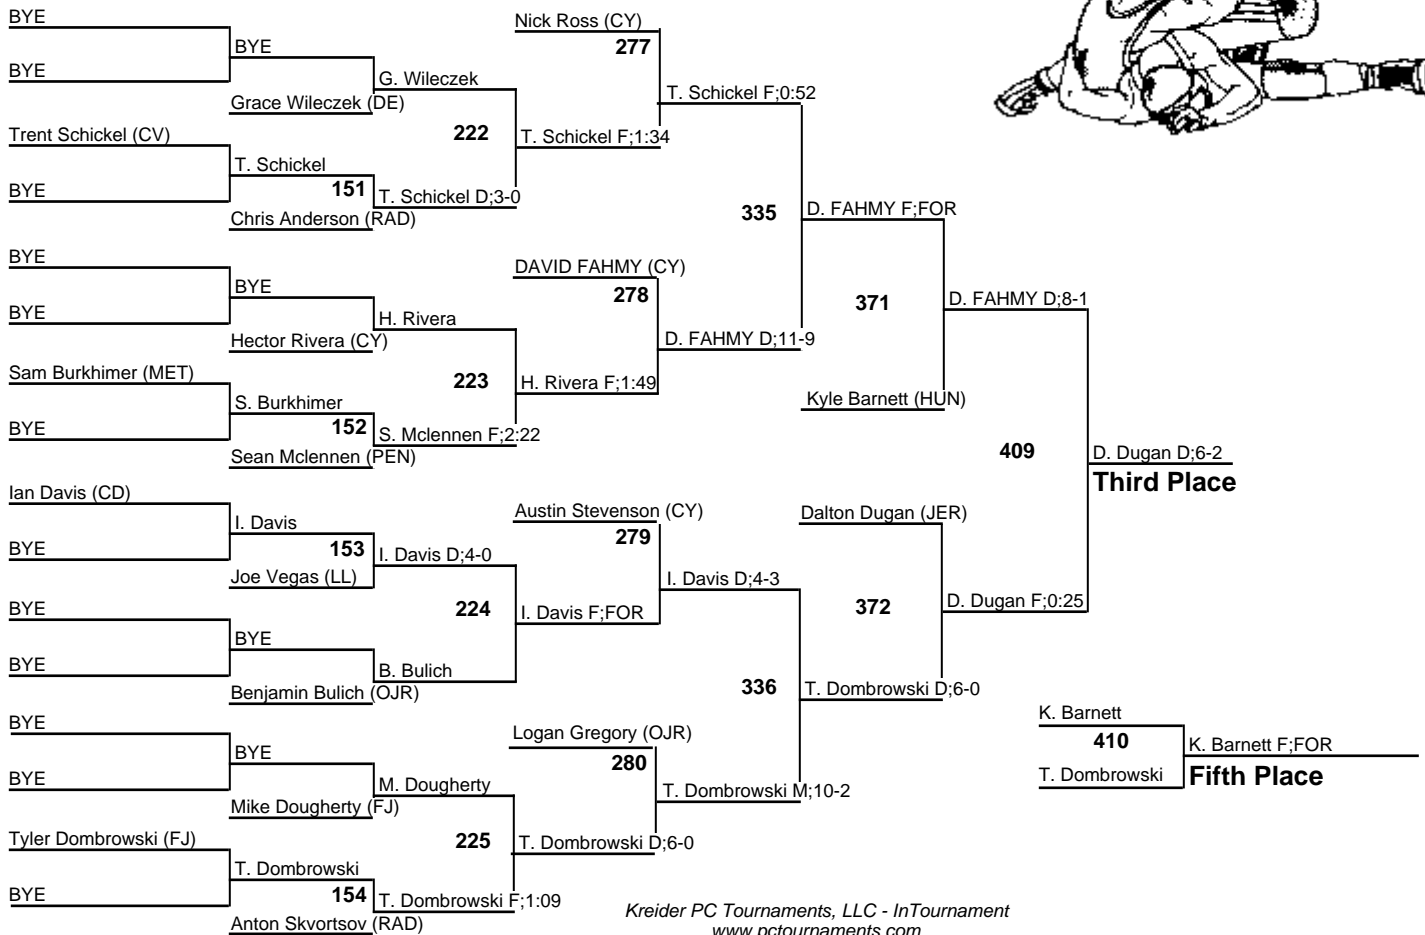 BYE
BYE
BYE
G. Wileczek
BYE
Grace Wileczek (DE)
222
Trent Schickel (CV)
T. Schickel
151
BYE
Chris Anderson (RAD)
T. Schickel D;3-0
Nick Ross (CY)
277
T. Schickel F;1:34
T. Schickel F;0:52
335
BYE
BYE
BYE
H. Rivera
Hector Rivera (CY)
223
Sam Burkhimer (MET)
S. Burkhimer
152
BYE
Sean Mclennen (PEN)
S. Mclennen F;2:22
DAVID FAHMY (CY)
278
H. Rivera F;1:49
D. FAHMY D;11-9
D. FAHMY F;FOR
371
Kyle Barnett (HUN)
D. FAHMY D;8-1
409
D. Dugan D;6-2
Third Place
Ian Davis (CD)
I. Davis
153
BYE
Joe Vegas (LL)
I. Davis D;4-0
224
BYE
BYE
BYE
B. Bulich
Benjamin Bulich (OJR)
Austin Stevenson (CY)
279
I. Davis F;FOR
I. Davis D;4-3
336
Dalton Dugan (JER)
372
D. Dugan F;0:25
T. Dombrowski D;6-0
BYE
BYE
BYE
M. Dougherty
Mike Dougherty (FJ)
225
Tyler Dombrowski (FJ)
T. Dombrowski
154
BYE
Anton Skvortsov (RAD)
T. Dombrowski F;1:09
Logan Gregory (OJR)
280
T. Dombrowski D;6-0
T. Dombrowski M;10-2
K. Barnett
410
T. Dombrowski
K. Barnett F;FOR
Fifth Place
Kreider PC Tournaments, LLC - InTournament
www.pctournaments.com